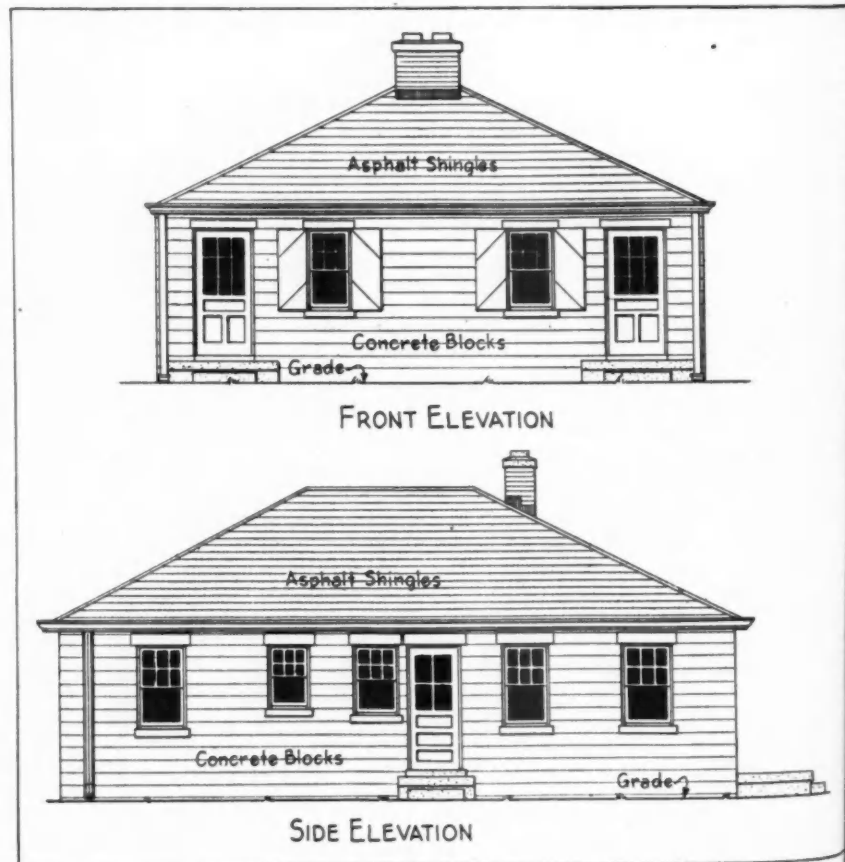 Asphalt Shingles
Concrete Blocks
Grade
FRONT ELEVATION
Asphalt Shingles
Concrete Blocks
Grade
SIDE ELEVATION